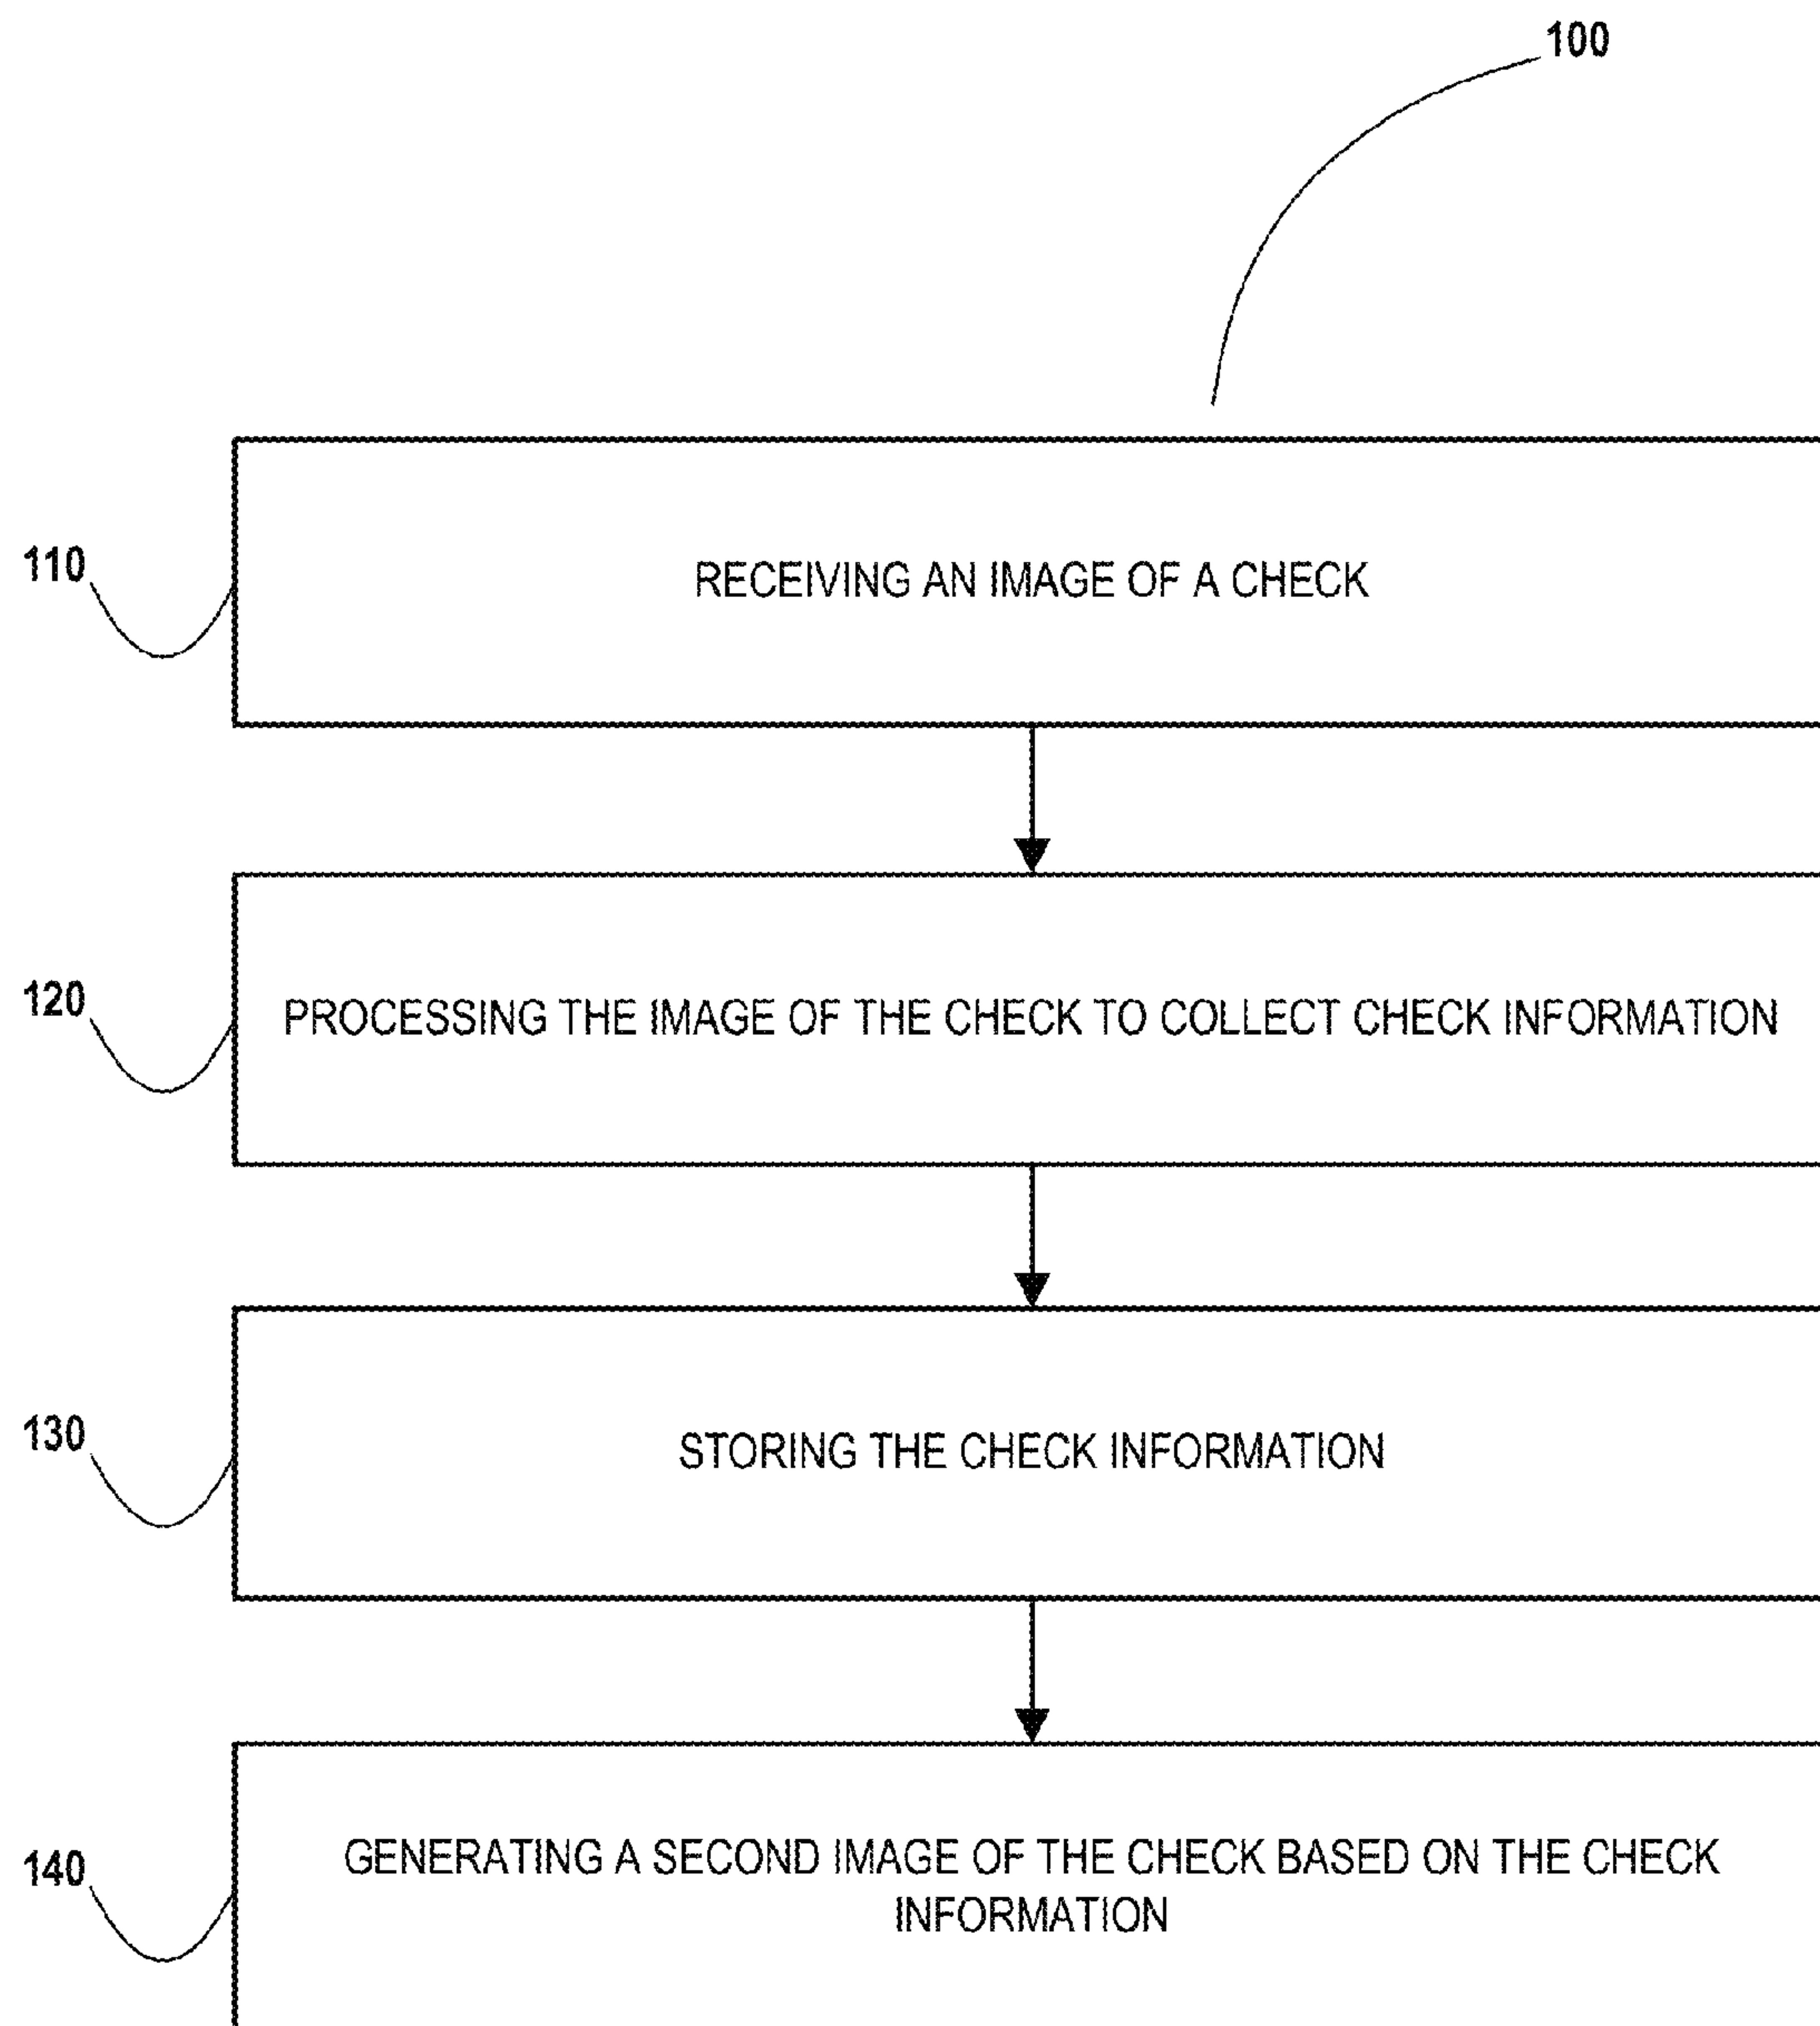 100
110
RECEIVING AN IMAGE OF A CHECK
120
PROCESSING THE IMAGE OF THE CHECK TO COLLECT CHECK INFORMATION
130
STORING THE CHECK INFORMATION
140
GENERATING A SECOND IMAGE OF THE CHECK BASED ON THE CHECK
INFORMATION